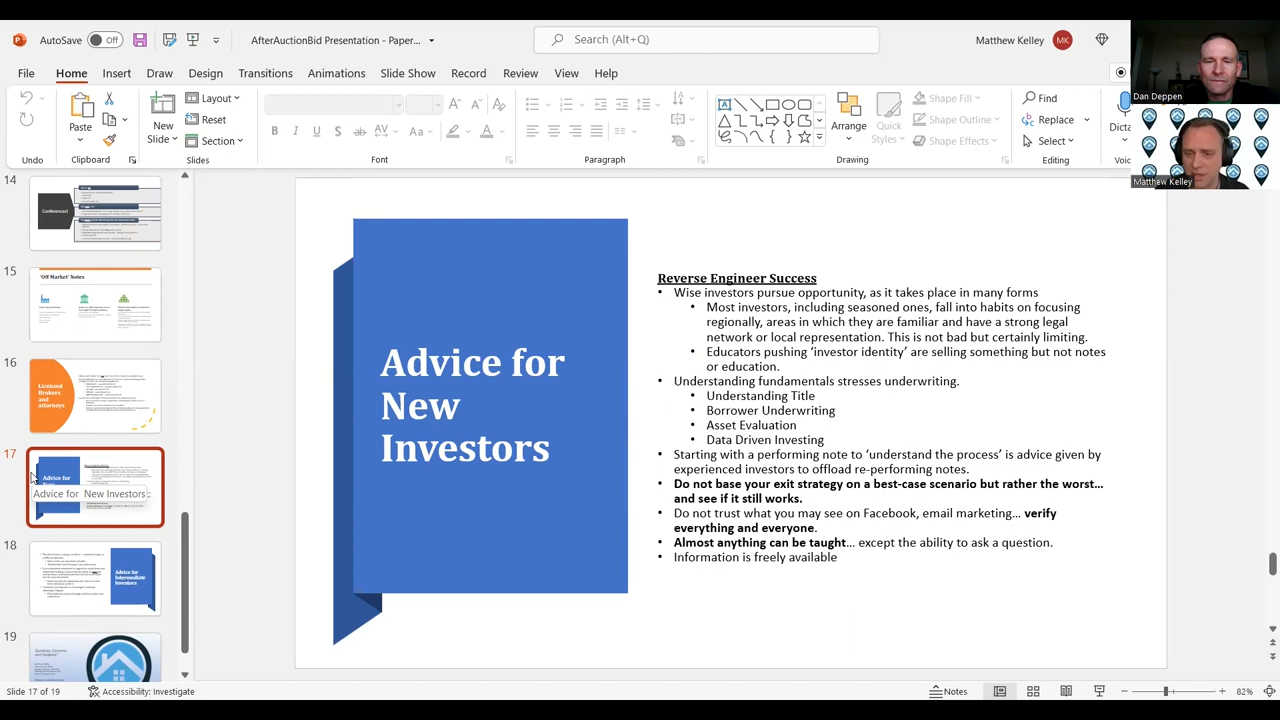 AutoSave Off
AfterAuctionBid Presentation - Paper...
Search (Alt+Q)
Matthew Kelley MK
File Home Insert Draw Design Transitions Animations Slide Show Record Review View Help
Dan Deppen
Matthew Kelley
Paste
New
Slide
Layout
Reset
Section
Arrange
Quick
Styles
Shape Fill
Shape Outline
Shape Effects
Find
Replace
Select
Dicta
Undo Clipboard Slides Font Paragraph Drawing Editing Voi
14
Conferences!
15
'Off Market' Notes
16
Licensed
Brokers
and
attorneys
17
Advice for New Investors
18
Advice for
Intermediate
Investors
19
Advice for
New
Investors
Reverse Engineer Success
• Wise investors pursue opportunity, as it takes place in many forms
• Most investors, including seasoned ones, fall into habits on focusing
regionally, areas in which they are familiar and have a strong legal
network or local representation. This is not bad but certainly limiting.
• Educators pushing 'investor identity' are selling something but not notes
or education.
• Understanding fundamentals stresses underwriting:
• Understanding Title
• Borrower Underwriting
• Asset Evaluation
• Data Driven Investing
• Starting with a performing note to 'understand the process' is advice given by
experienced investors to offload re-performing notes.
• Do not base your exit strategy on a best-case scenario but rather the worst…
and see if it still works.
• Do not trust what you may see on Facebook, email marketing… verify
everything and everyone.
• Almost anything can be taught… except the ability to ask a question.
• Information is freely available
Slide 17 of 19
Accessibility: Investigate
Notes
82%